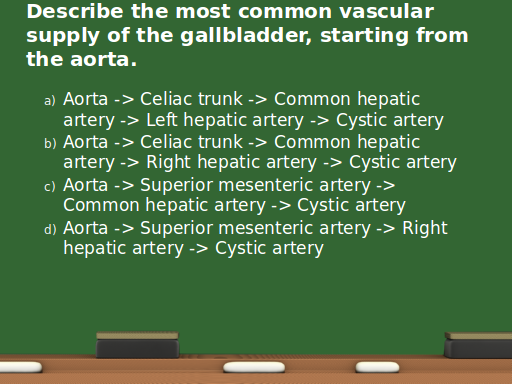 Describe the most common vascular
supply of the gallbladder, starting from
the aorta.
a) Aorta -> Celiac trunk -> Common hepatic
artery -> Left hepatic artery -> Cystic artery
b) Aorta -> Celiac trunk -> Common hepatic
artery -> Right hepatic artery -> Cystic artery
c) Aorta -> Superior mesenteric artery ->
Common hepatic artery -> Cystic artery
d) Aorta -> Superior mesenteric artery -> Right
hepatic artery -> Cystic artery